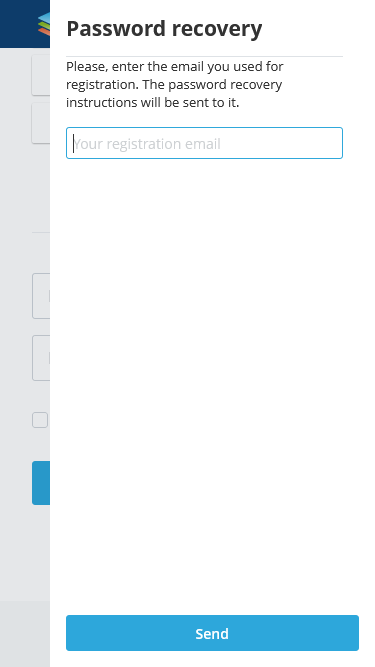 Password recovery
Please, enter the email you used for
registration. The password recovery
instructions will be sent to it.
Your registration email
Send